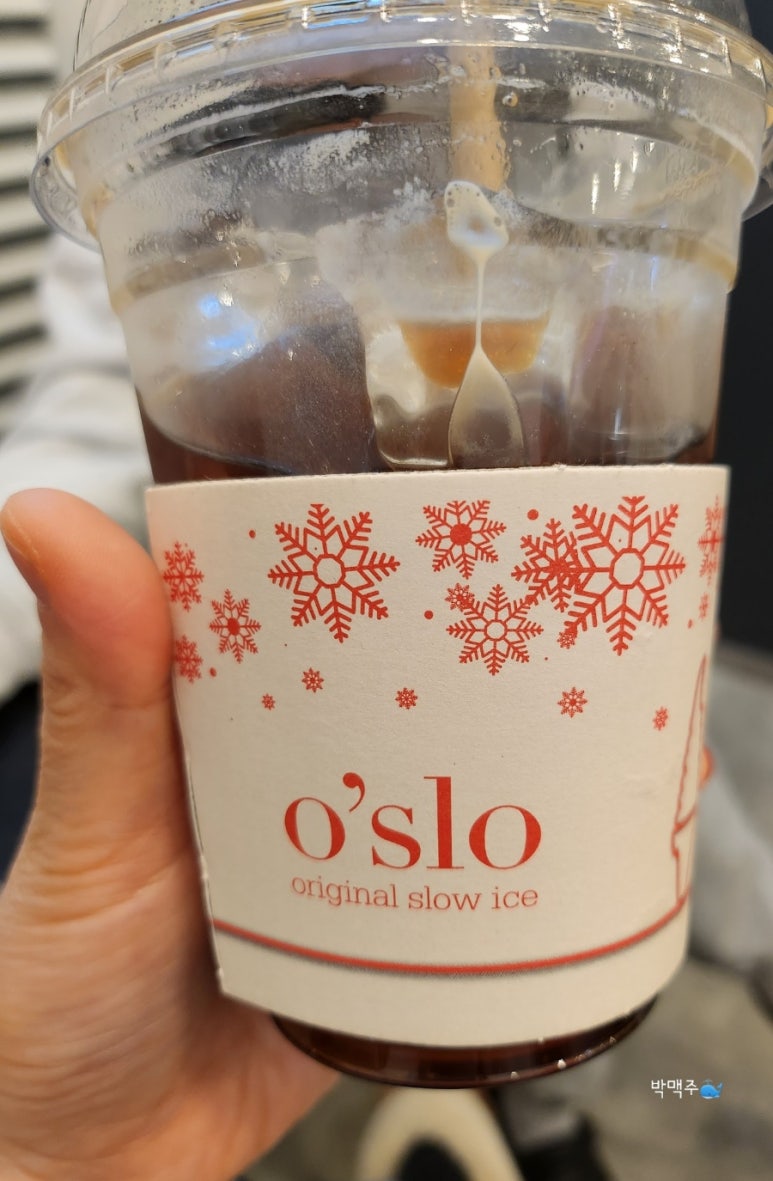 o'slo
original slow ice
박맥주🐳